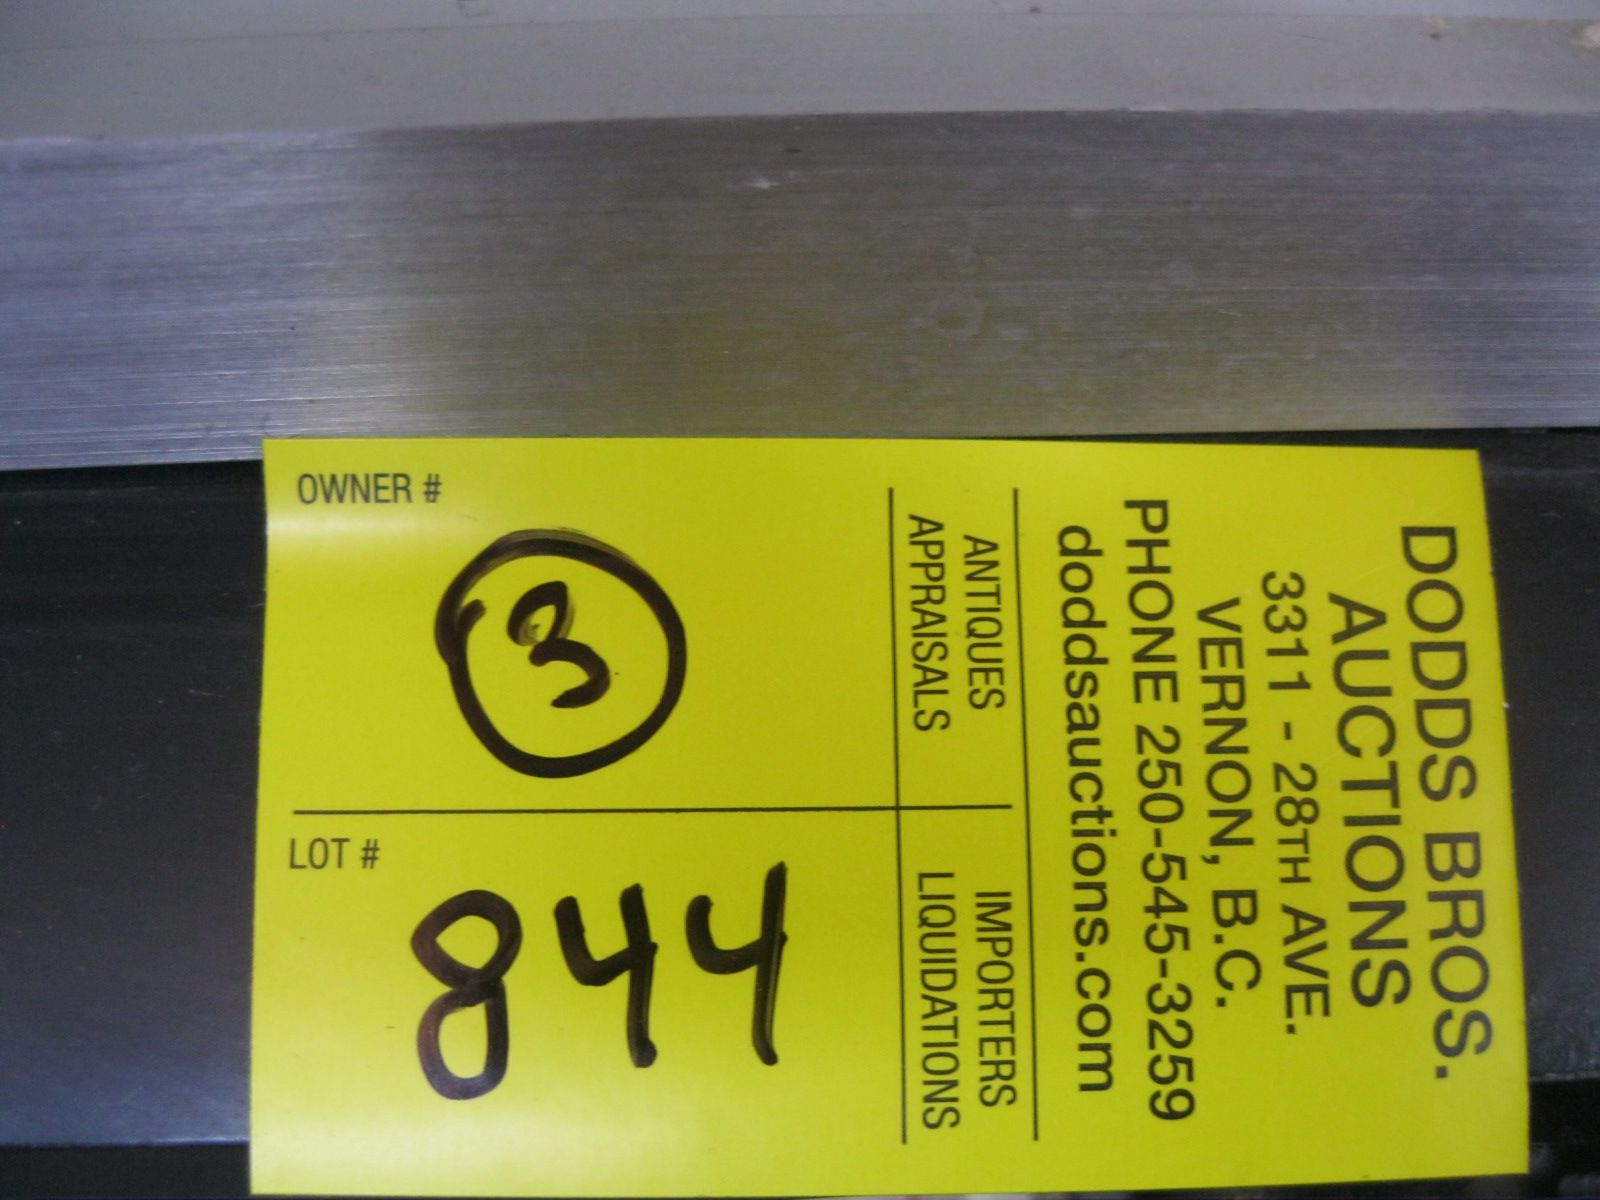 DODDS BROS.
AUCTIONS
3311 - 28TH AVE.
VERNON, B.C.
PHONE 250-545-3259
doddsauctions.com
ANTIQUES IMPORTERS
APPRAISALS LIQUIDATIONS
OWNER #
3
LOT #
844